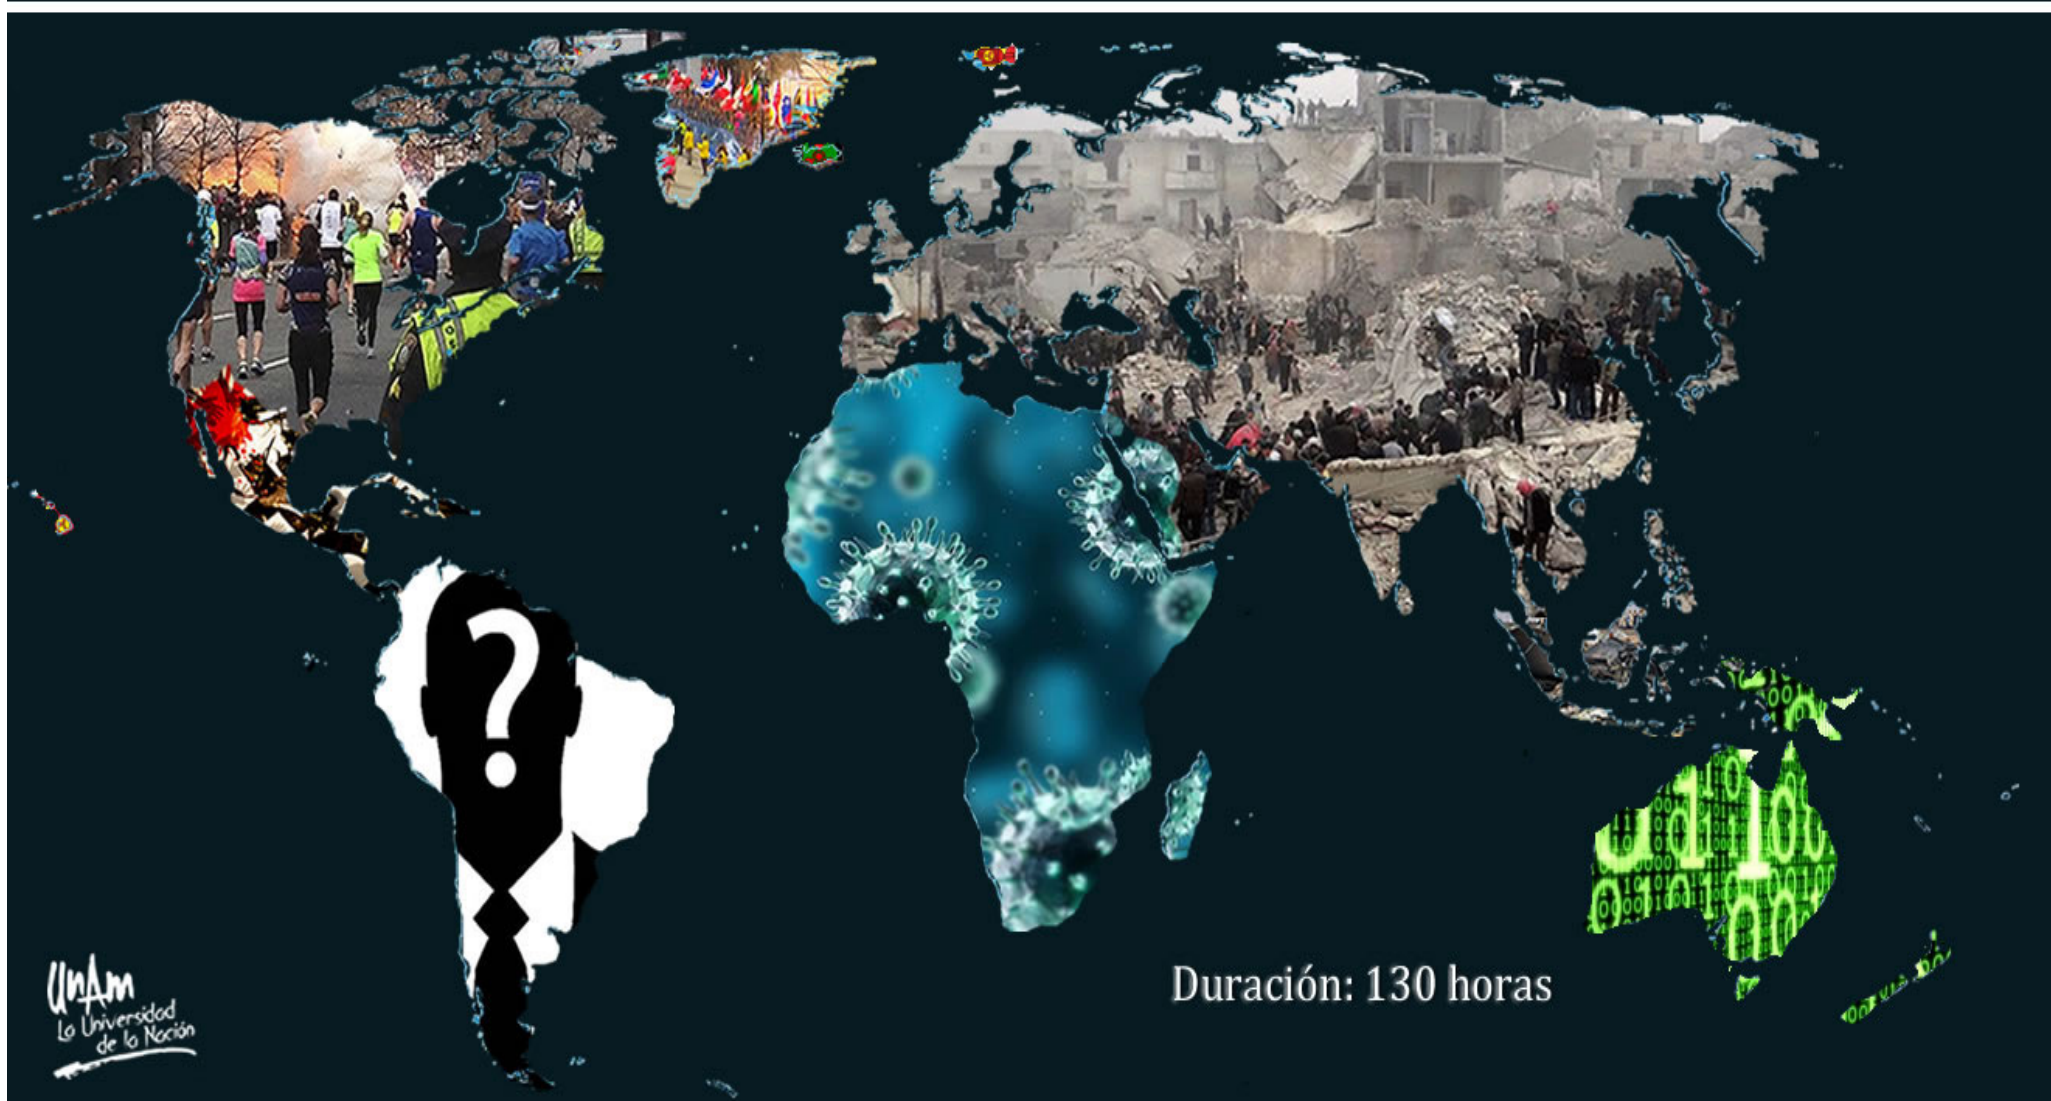 ?
UnAm
La Universidad
de la Nación
Duración: 130 horas